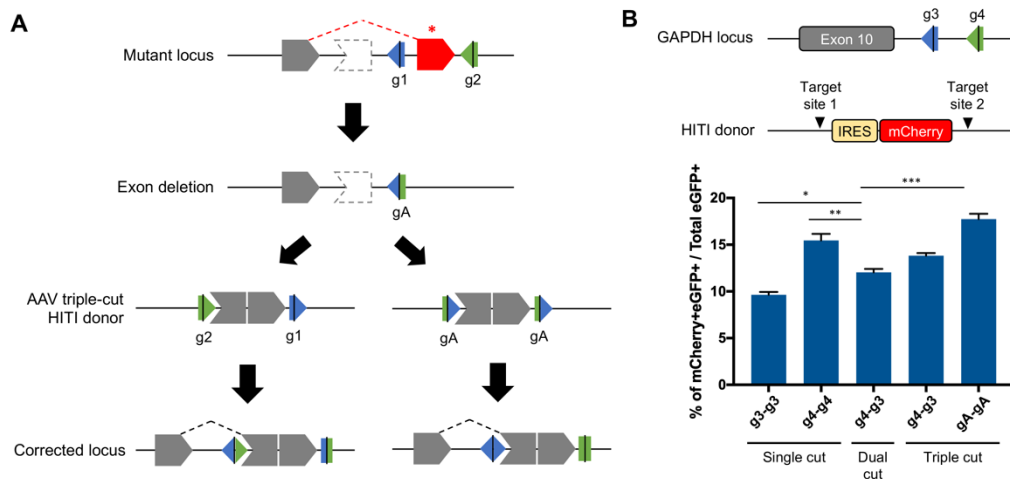 A
Mutant locus
*
g1
g2
Exon deletion
gA
AAV triple-cut
HITI donor
g2
g1
gA
gA
Corrected locus
B
g3
g4
GAPDH locus
Exon 10
Target
site 1
Target
site 2
HITI donor
IRES
mCherry
% of mCherry+eGFP+ / Total eGFP+
20
15
10
5
0
*
**
***
g3-g3
g4-g4
g4-g3
g4-g3
gA-gA
Single cut
Dual
cut
Triple cut